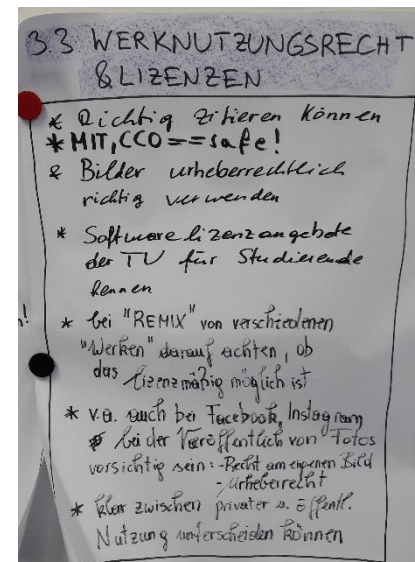 3.3 WERKNUTZUNGSRECHT
& LIZENZEN
* Richtig zitieren können
* MIT, CC0 == safe!
* Bilder urheberrechtlich
richtig verwenden
* Softwarelizenzangebote
der TU für Studierende
kennen
* bei "REMIX" von verschiedenen
"Werken" darauf achten, ob
das lizenzmäßig möglich ist
* v.a. auch bei Facebook, Instagram
bei der Veröffentlich von Fotos
vorsichtig sein: - Recht am eigenen Bild
- Urheberrecht
* klar zwischen privater u. öffentl.
Nutzung unterscheiden können